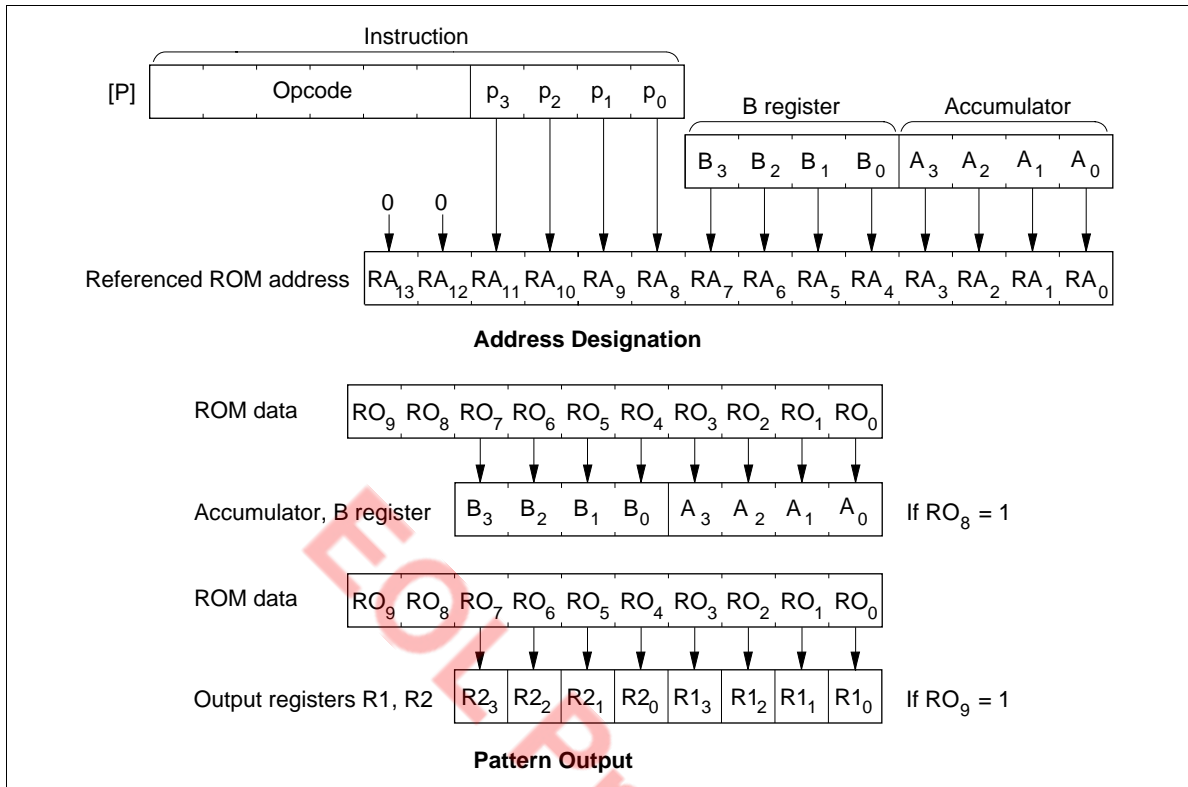 Instruction
[P] Opcode p3 p2 p1 p0
B register Accumulator
B3 B2 B1 B0 A3 A2 A1 A0
0 0
Referenced ROM address RA13 RA12 RA11 RA10 RA9 RA8 RA7 RA6 RA5 RA4 RA3 RA2 RA1 RA0
Address Designation
ROM data RO9 RO8 RO7 RO6 RO5 RO4 RO3 RO2 RO1 RO0
Accumulator, B register B3 B2 B1 B0 A3 A2 A1 A0 If RO8 = 1
ROM data RO9 RO8 RO7 RO6 RO5 RO4 RO3 RO2 RO1 RO0
Output registers R1, R2 R23 R22 R21 R20 R13 R12 R11 R10 If RO9 = 1
Pattern Output
EOL Pr